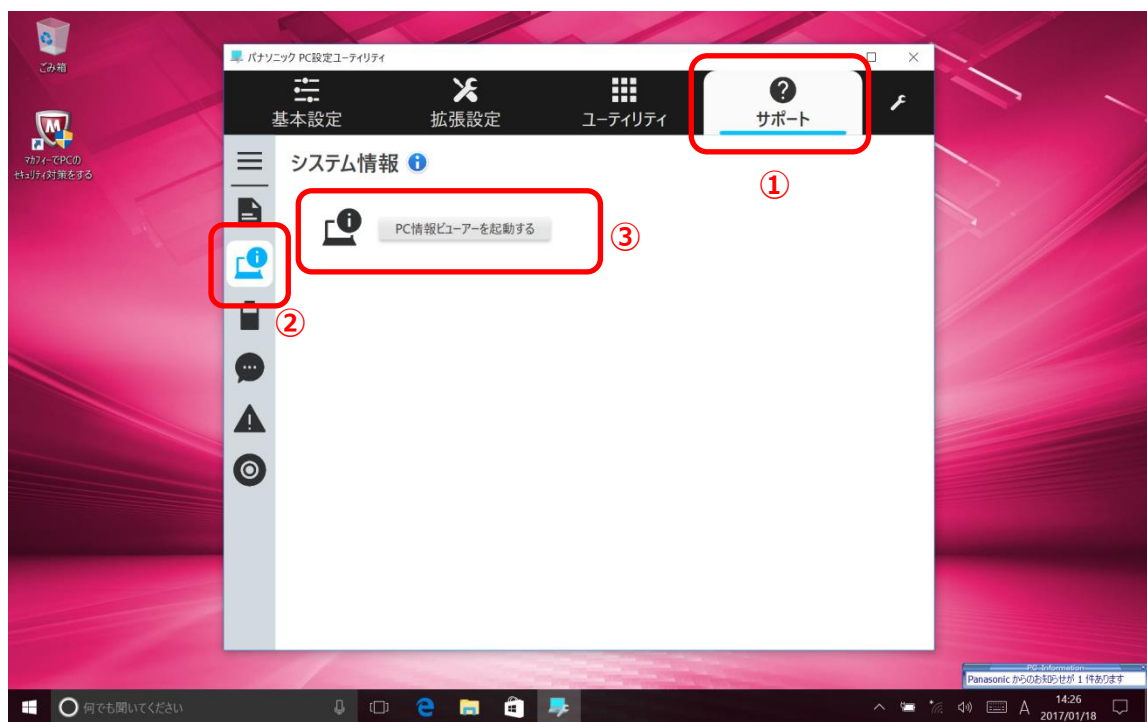 ごみ箱
マカフィーでPCの
セキュリティ対策をする
パナソニック PC設定ユーティリティ
基本設定
拡張設定
ユーティリティ
サポート
①
システム情報
PC情報ビューアーを起動する
③
②
PC Information
Panasonic からのお知らせが 1 件あります
何でも聞いてください
A
14:26
2017/01/18